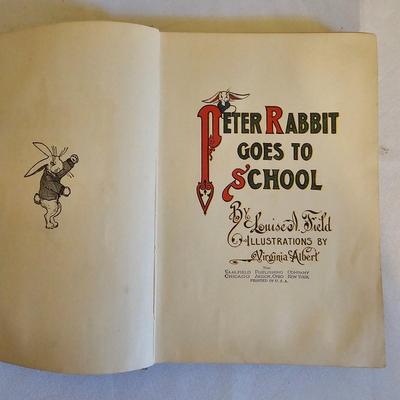 PETER RABBIT
GOES TO
SCHOOL
By Louise A. Field
ILLUSTRATIONS BY
Virginia Albert
THE
SAALFIELD PUBLISHING COMPANY
CHICAGO AKRON, OHIO NEW YORK
PRINTED IN U.S.A.